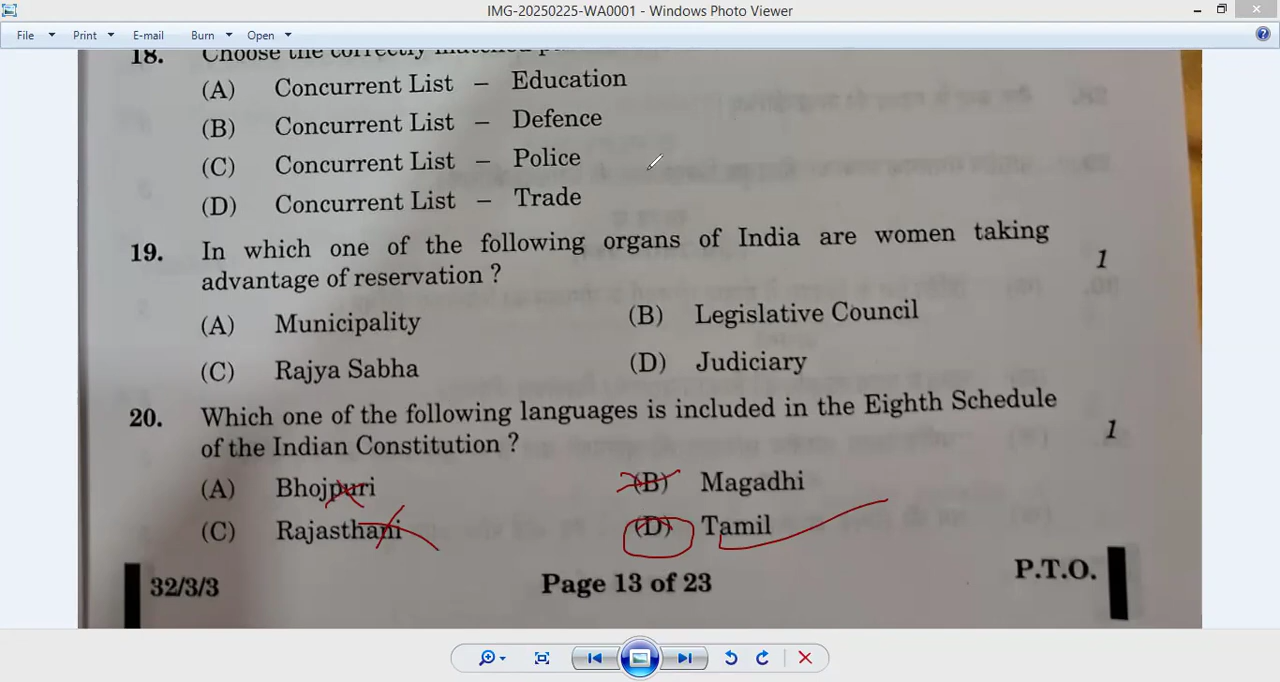 IMG-20250225-WA0001 - Windows Photo Viewer
File Print E-mail Burn Open
18. Choose the correctly matched
(A) Concurrent List – Education
(B) Concurrent List – Defence
(C) Concurrent List – Police
(D) Concurrent List – Trade
19. In which one of the following organs of India are women taking
advantage of reservation ? 1
(A) Municipality (B) Legislative Council
(C) Rajya Sabha (D) Judiciary
20. Which one of the following languages is included in the Eighth Schedule
of the Indian Constitution ? 1
(A) Bhojpuri (B) Magadhi
(C) Rajasthani (D) Tamil
32/3/3 Page 13 of 23 P.T.O.